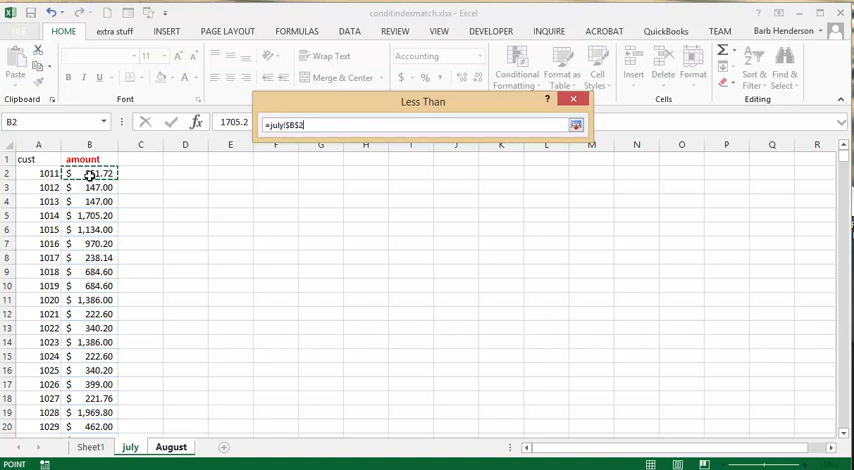 conditindexmatch.xlsx - Excel
FILE HOME extra stuff INSERT PAGE LAYOUT FORMULAS DATA REVIEW VIEW DEVELOPER INQUIRE ACROBAT QuickBooks TEAM Barb Henderson
Paste
Clipboard
11
B I U
Font
Wrap Text
Merge & Center
Accounting
$ % ,
Conditional Formatting
Format as Table
Cell Styles
Insert Delete Format
Cells
Sort & Filter
Find & Select
Editing
Less Than
=july!$B$2
B2 fx 1705.2
A B C D E F G H I J K L M N O P Q R
1 cust amount
2 1011 $ 51.72
3 1012 $ 147.00
4 1013 $ 147.00
5 1014 $ 1,705.20
6 1015 $ 1,134.00
7 1016 $ 970.20
8 1017 $ 238.14
9 1018 $ 684.60
10 1019 $ 684.60
11 1020 $ 1,386.00
12 1021 $ 222.60
13 1022 $ 340.20
14 1023 $ 1,386.00
15 1024 $ 222.60
16 1025 $ 340.20
17 1026 $ 399.00
18 1027 $ 221.76
19 1028 $ 1,969.80
20 1029 $ 462.00
Sheet1 july August
POINT